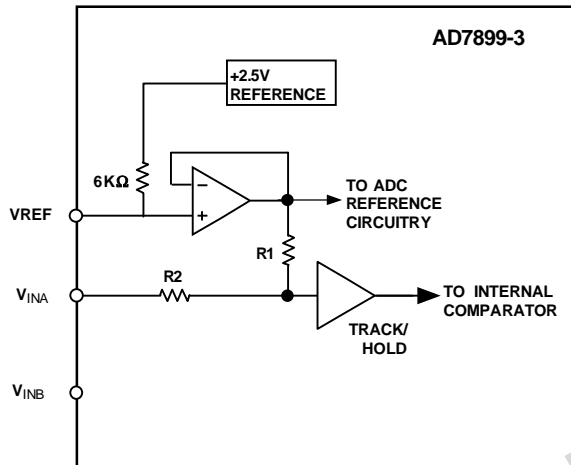 AD7899-3
+2.5V
REFERENCE
6KΩ
−
+
TO ADC
REFERENCE
CIRCUITRY
VREF
R1
R2
VINA
TO INTERNAL
COMPARATOR
TRACK/
HOLD
VINB